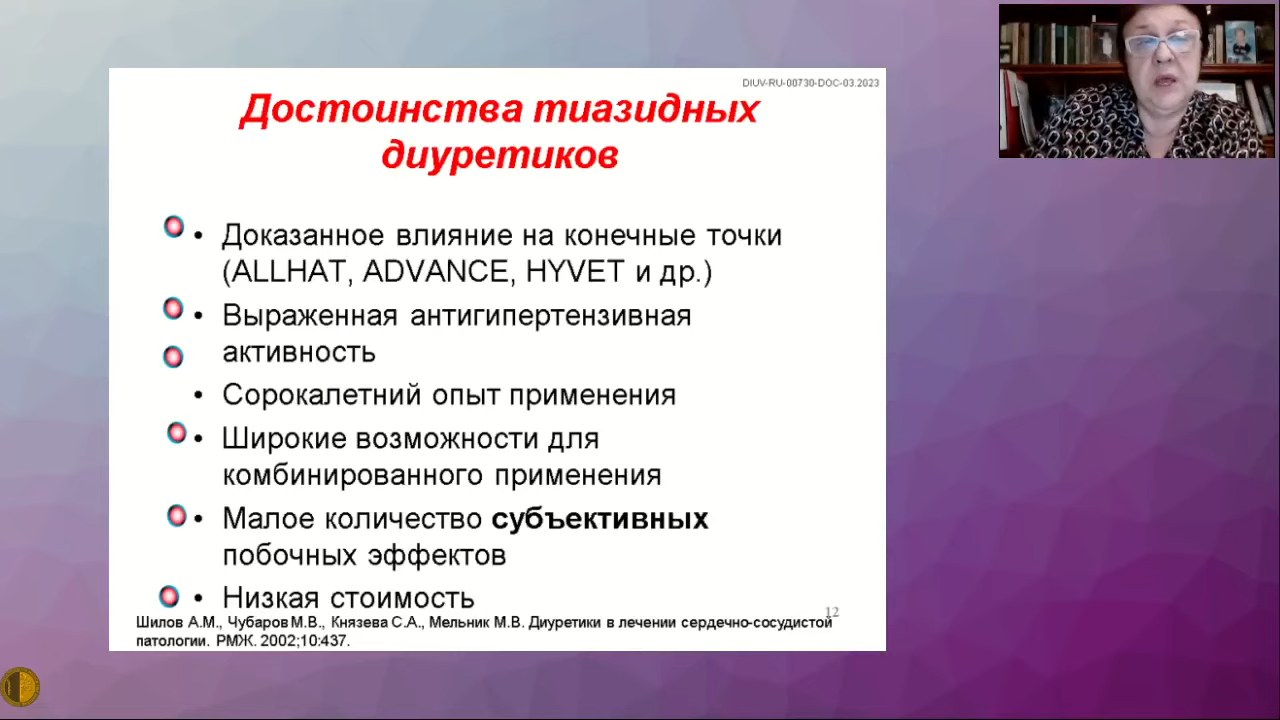 DIUV-RU-00730-DOC-03.2023
Достоинства тиазидных
диуретиков
• Доказанное влияние на конечные точки
(ALLHAT, ADVANCE, HYVET и др.)
• Выраженная антигипертензивная
активность
• Сорокалетний опыт применения
• Широкие возможности для
комбинированного применения
• Малое количество субъективных
побочных эффектов
• Низкая стоимость
12
Шилов А.М., Чубаров М.В., Князева С.А., Мельник М.В. Диуретики в лечении сердечно-сосудистой
патологии. РМЖ. 2002;10:437.